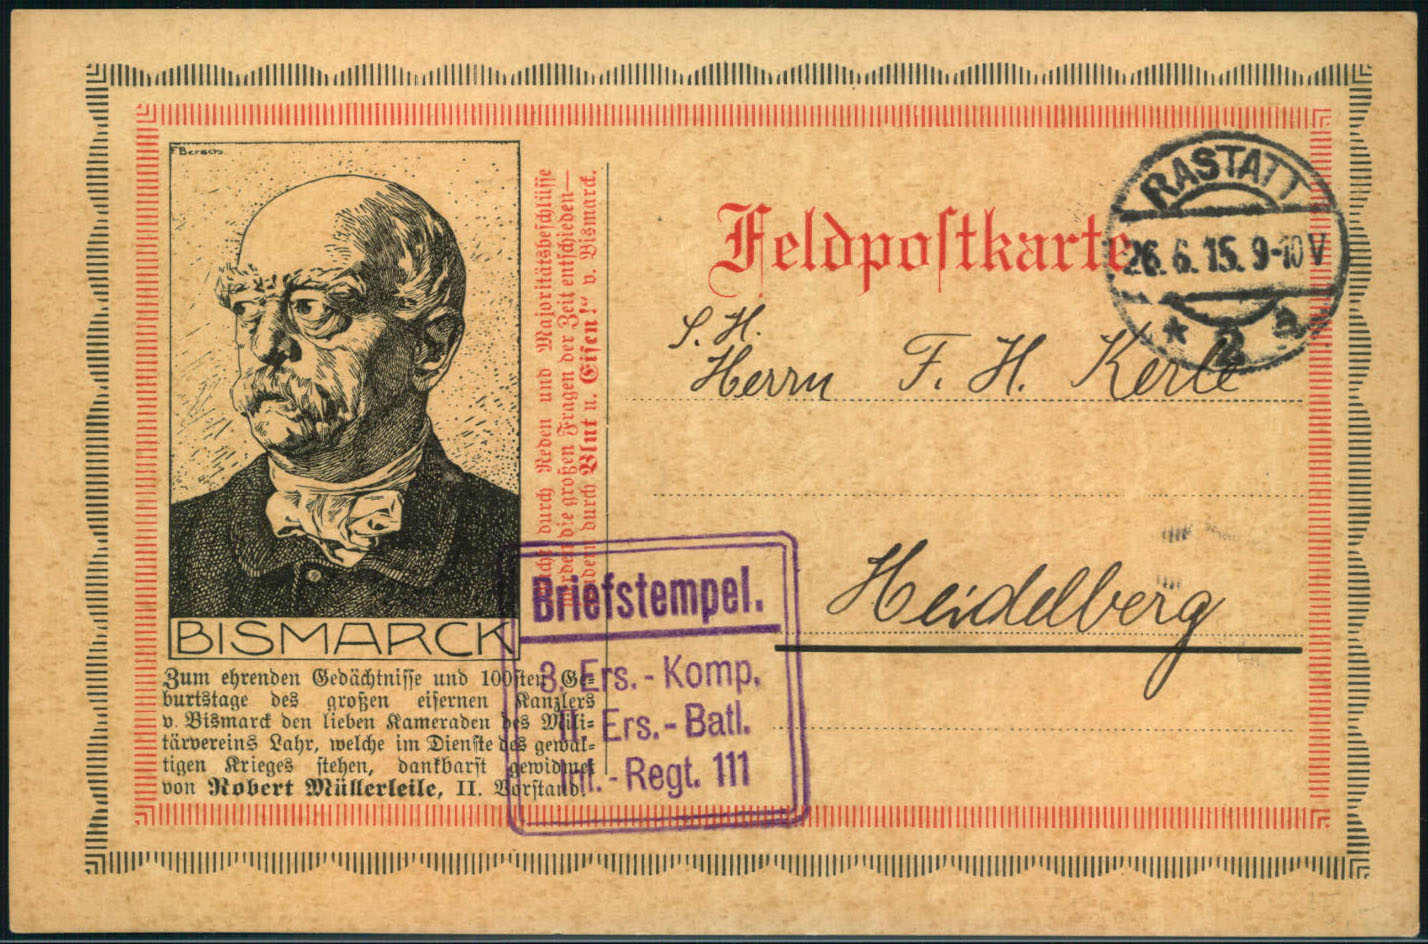 F Bersch.
BISMARCK
Zum ehrenden Gedächtnisse und 100sten Ge=
burtstage des großen eisernen Kanzlers
v. Bismarck den lieben Kameraden des Mili=
tärvereins Lahr, welche im Dienste des gewal=
tigen Krieges stehen, dankbarst gewidmet
von Robert Müllerleile, II. Vorstand.
Nicht durch Reden und Majoritätsbeschlüsse
werden die großen Fragen der Zeit entschieden—
sondern durch Blut u. Eisen!“ v. Bismarck.
Feldpostkarte
RASTATT
26.6.15. 9-10 V
* 2 a
S. H.
Herrn F. H. Kerle
Heidelberg
Briefstempel.
3. Ers.-Komp.
II. Ers.-Batl.
Inf.-Regt. 111